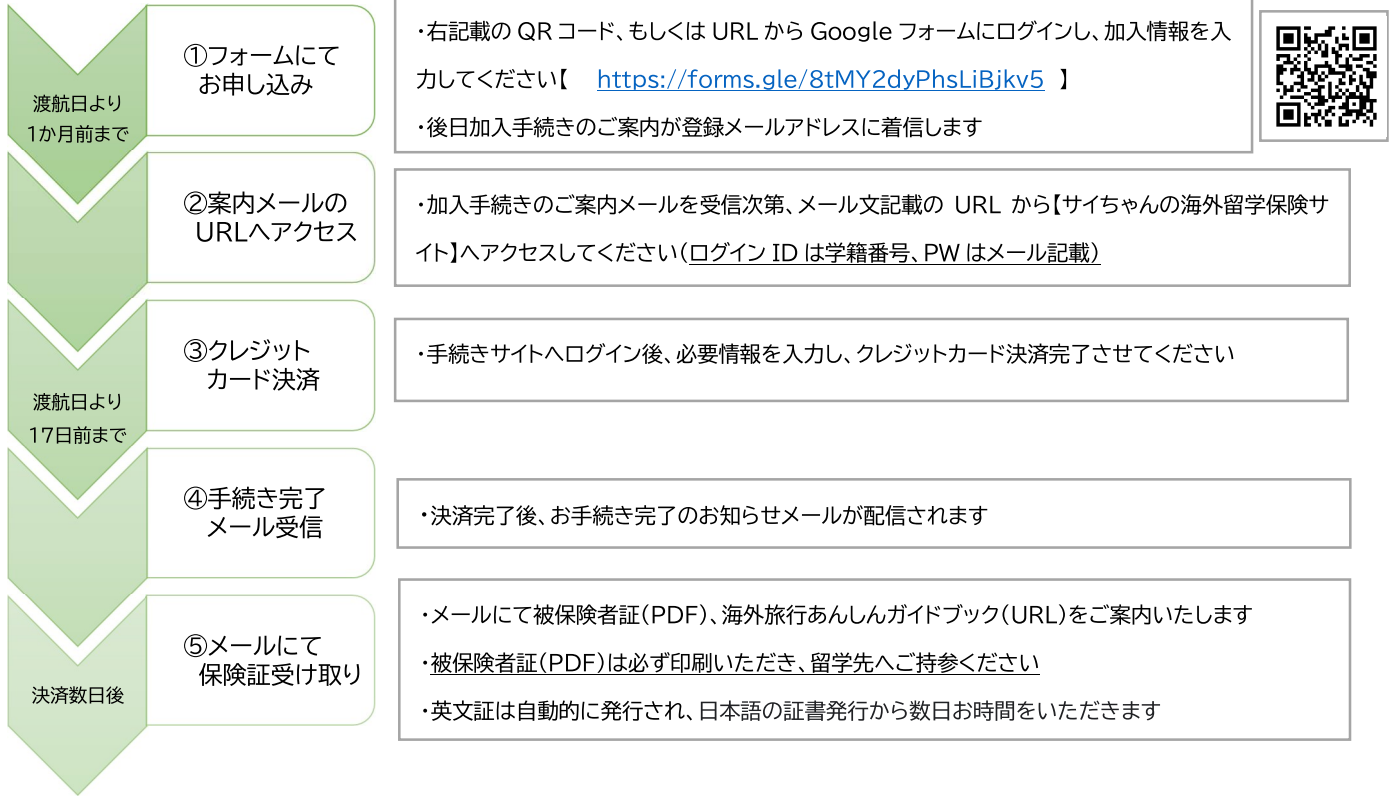 渡航日より
1か月前まで
①フォームにて
お申し込み
・右記載の QR コード、もしくは URL から Google フォームにログインし、加入情報を入
力してください【 https://forms.gle/8tMY2dyPhsLiBjkv5 】
・後日加入手続きのご案内が登録メールアドレスに着信します
②案内メールの
URLへアクセス
・加入手続きのご案内メールを受信次第、メール文記載の URL から【サイちゃんの海外留学保険サ
イト】へアクセスしてください(ログイン ID は学籍番号、PW はメール記載)
渡航日より
17日前まで
③クレジット
カード決済
・手続きサイトへログイン後、必要情報を入力し、クレジットカード決済完了させてください
④手続き完了
メール受信
・決済完了後、お手続き完了のお知らせメールが配信されます
決済数日後
⑤メールにて
保険証受け取り
・メールにて被保険者証(PDF)、海外旅行あんしんガイドブック(URL)をご案内いたします
・被保険者証(PDF)は必ず印刷いただき、留学先へご持参ください
・英文証は自動的に発行され、日本語の証書発行から数日お時間をいただきます